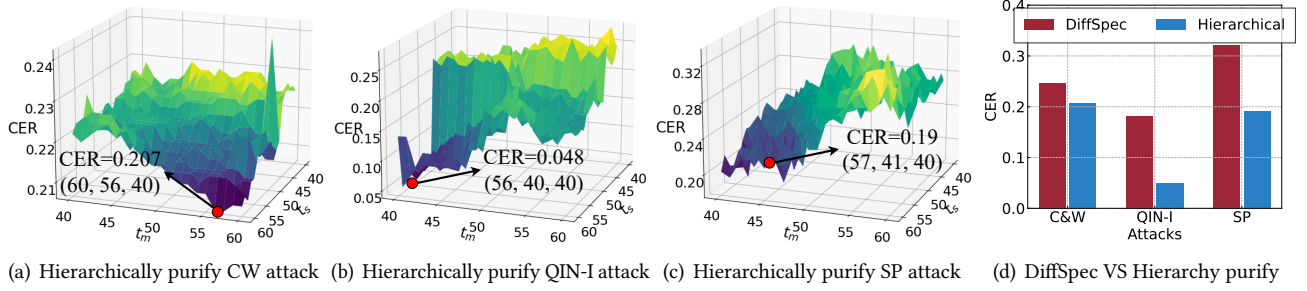 0.24
0.23
CER
0.22
0.21
CER=0.207
(60, 56, 40)
40
45
50
t_m
55
60
60
55
50
t_s
45
40
0.25
0.20
CER
0.15
0.10
0.05
CER=0.048
(56, 40, 40)
40
45
50
t_m
55
60
60
55
50
t_s
45
40
0.32
0.28
CER
0.24
0.20
CER=0.19
(57, 41, 40)
40
45
50
t_m
55
60
60
55
50
t_s
45
40
0.4
DiffSpec Hierarchical
0.3
CER
0.2
0.1
0.0
C&W QIN-I SP
Attacks
(a) Hierarchically purify CW attack (b) Hierarchically purify QIN-I attack (c) Hierarchically purify SP attack (d) DiffSpec VS Hierarchy purify